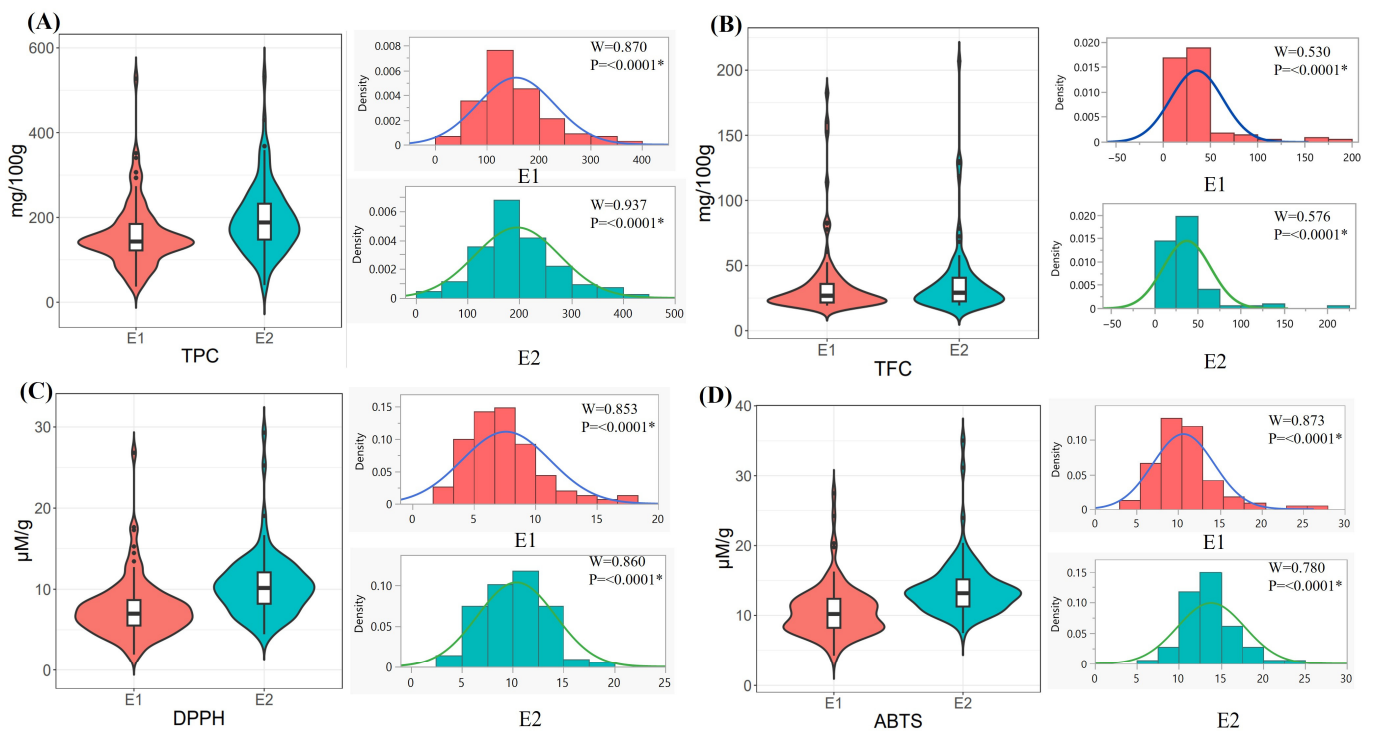 (A)
600
400
200
0
mg/100g
E1 E2
TPC
0.008
0.006
0.004
0.002
0
Density
W=0.870
P=<0.0001*
0 100 200 300 400
E1
0.006
0.004
0.002
0
Density
W=0.937
P=<0.0001*
0 100 200 300 400 500
E2
(B)
200
150
100
50
0
mg/100g
E1 E2
TFC
0.020
0.015
0.010
0.005
0
Density
W=0.530
P=<0.0001*
−50 0 50 100 150 200
E1
0.020
0.015
0.010
0.005
0
Density
W=0.576
P=<0.0001*
−50 0 50 100 150 200
E2
(C)
30
20
10
0
µM/g
E1 E2
DPPH
0.15
0.10
0.05
0
Density
W=0.853
P=<0.0001*
0 5 10 15 20
E1
0.10
0.05
0
Density
W=0.860
P=<0.0001*
0 5 10 15 20 25
E2
(D)
40
30
20
10
0
µM/g
E1 E2
ABTS
0.10
0.05
0
Density
W=0.873
P=<0.0001*
0 5 10 15 20 30
E1
0.15
0.10
0.05
0
Density
W=0.780
P=<0.0001*
0 5 10 15 20 25 30
E2